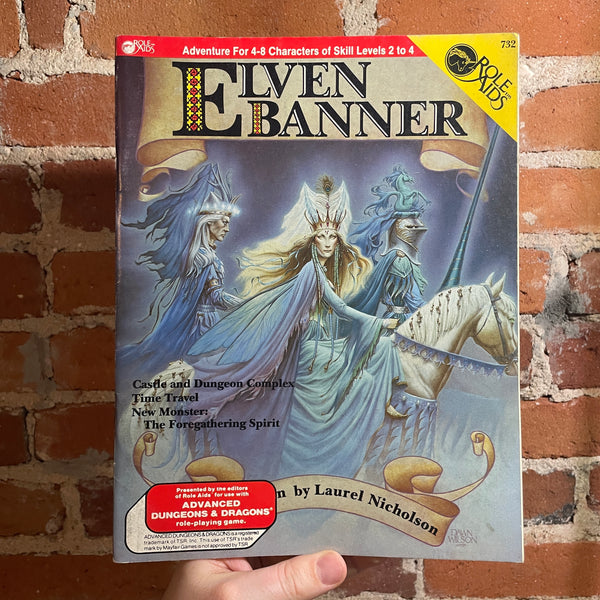 ROLE AIDS
Adventure For 4-8 Characters of Skill Levels 2 to 4
732
ROLE AIDS
ELVEN
BANNER
Castle and Dungeon Complex
Time Travel
New Monster:
The Foregathering Spirit
by Laurel Nicholson
Presented by the editors
of Role Aids™ for use with
ADVANCED
DUNGEONS & DRAGONS®
role-playing game.
ADVANCED DUNGEONS & DRAGONS is a registered
trademark of TSR, Inc. This use of TSR's trade
mark by Mayfair Games is not approved by TSR.
WILSON